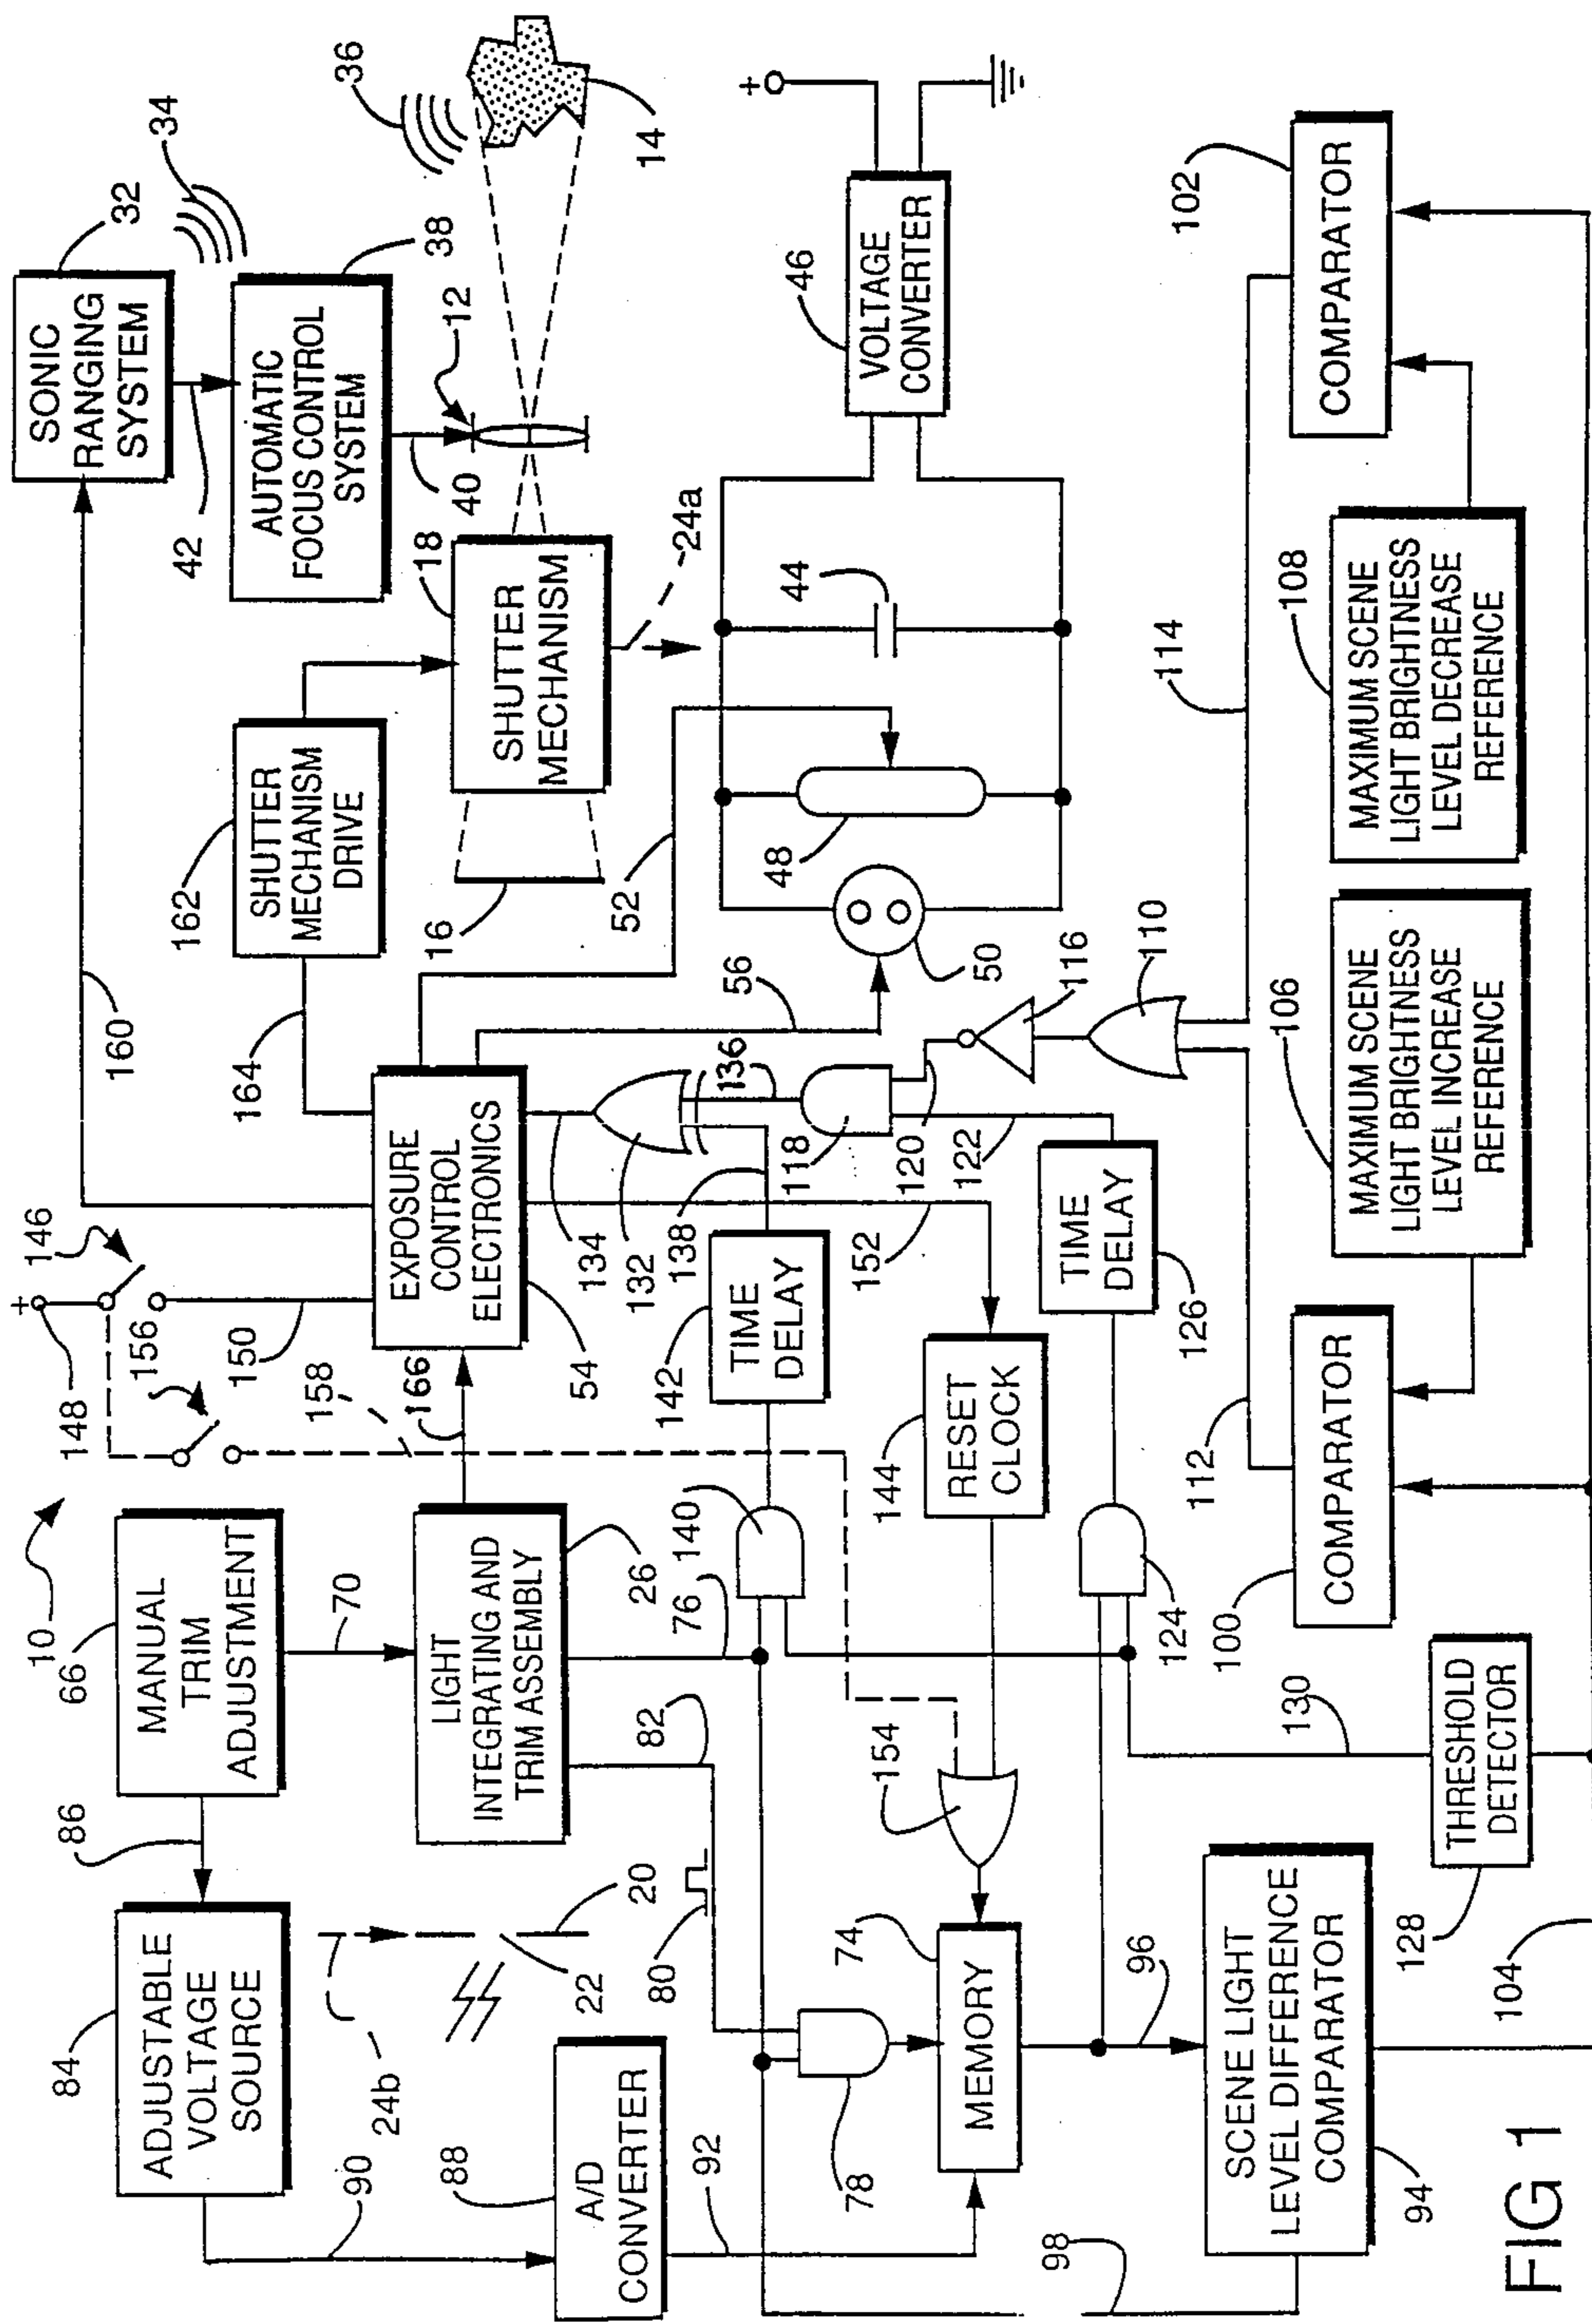 10
66
MANUAL
TRIM
ADJUSTMENT
86
84
ADJUSTABLE
VOLTAGE
SOURCE
70
90
24b
20
22
LIGHT
INTEGRATING AND
TRIM ASSEMBLY
26
76
82
80
88
A/D
CONVERTER
92
78
74
MEMORY
96
98
SCENE LIGHT
LEVEL DIFFERENCE
COMPARATOR
94
104
THRESHOLD
DETECTOR
128
130
154
140
124
142
TIME
DELAY
144
RESET
CLOCK
TIME
DELAY
126
146
+
148
156
150
158
166
EXPOSURE
CONTROL
ELECTRONICS
54
134
132
138
136
152
118
120
122
116
110
160
164
162
SHUTTER
MECHANISM
DRIVE
32
SONIC
RANGING
SYSTEM
34
36
42
38
AUTOMATIC
FOCUS CONTROL
SYSTEM
40
12
14
18
SHUTTER
MECHANISM
16
24a
52
56
48
50
44
46
VOLTAGE
CONVERTER
+
112
114
100
COMPARATOR
102
COMPARATOR
106
MAXIMUM SCENE
LIGHT BRIGHTNESS
LEVEL INCREASE
REFERENCE
108
MAXIMUM SCENE
LIGHT BRIGHTNESS
LEVEL DECREASE
REFERENCE
FIG 1